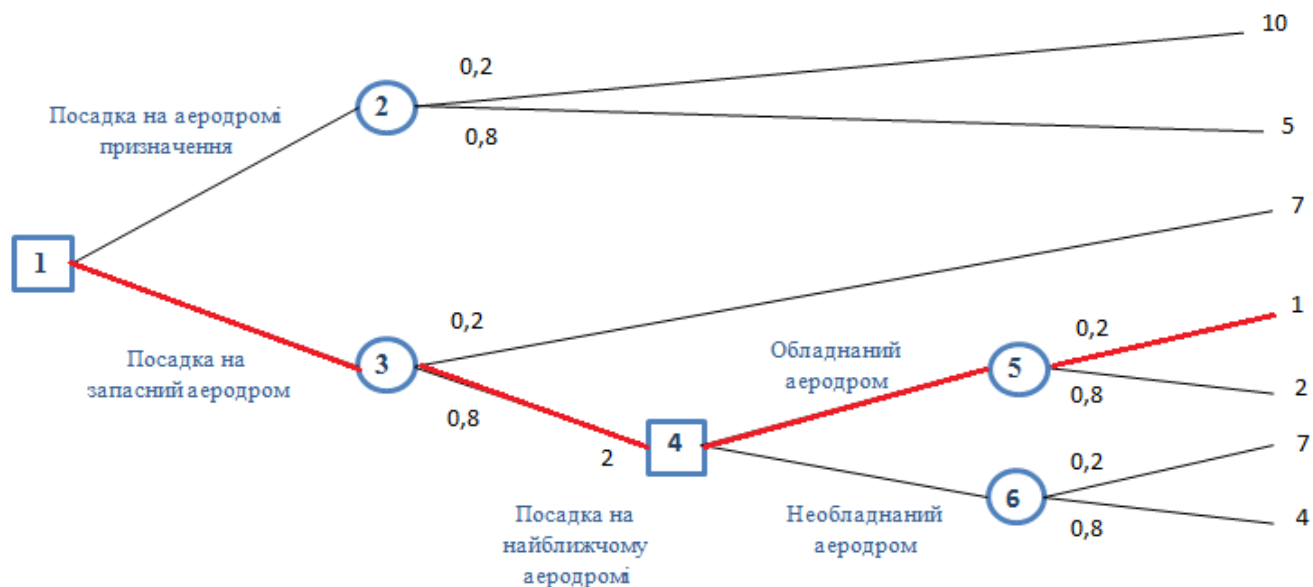 10
0,2
2
Посадка на аеродромі
призначення
0,8
5
7
1
0,2
3
Посадка на
запасний аеродром
0,8
2
4
Обладнаний
аеродром
0,2
1
5
0,8
2
7
0,2
6
0,8
4
Посадка на
найближчому
аеродромі
Необладнаний
аеродром